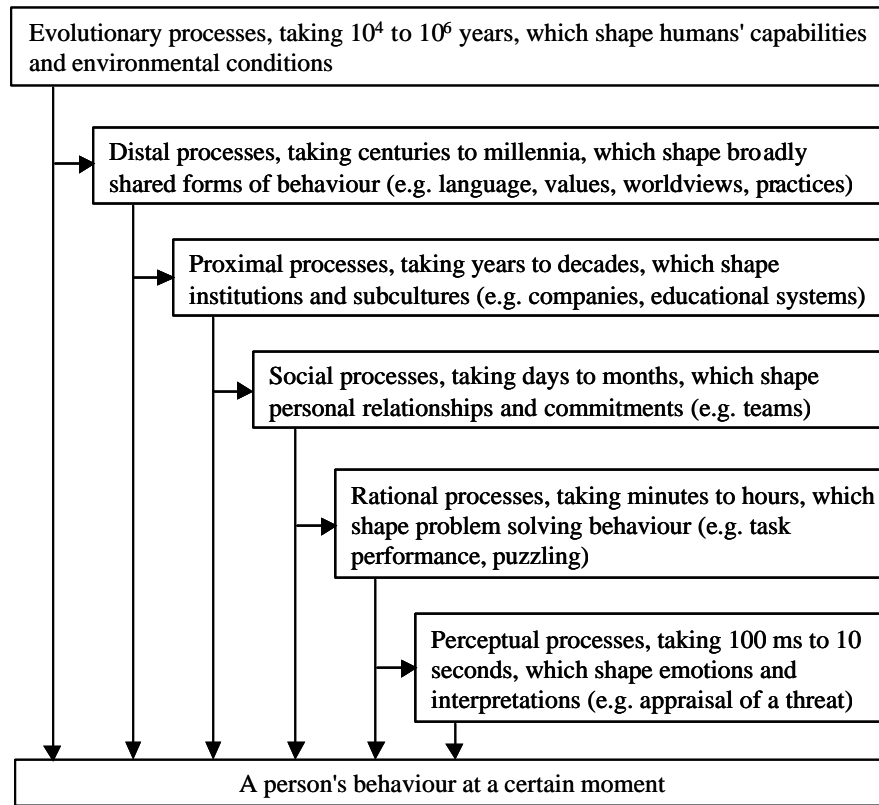 Evolutionary processes, taking 10⁴ to 10⁶ years, which shape humans' capabilities
and environmental conditions
Distal processes, taking centuries to millennia, which shape broadly
shared forms of behaviour (e.g. language, values, worldviews, practices)
Proximal processes, taking years to decades, which shape
institutions and subcultures (e.g. companies, educational systems)
Social processes, taking days to months, which shape
personal relationships and commitments (e.g. teams)
Rational processes, taking minutes to hours, which
shape problem solving behaviour (e.g. task
performance, puzzling)
Perceptual processes, taking 100 ms to 10
seconds, which shape emotions and
interpretations (e.g. appraisal of a threat)
A person's behaviour at a certain moment